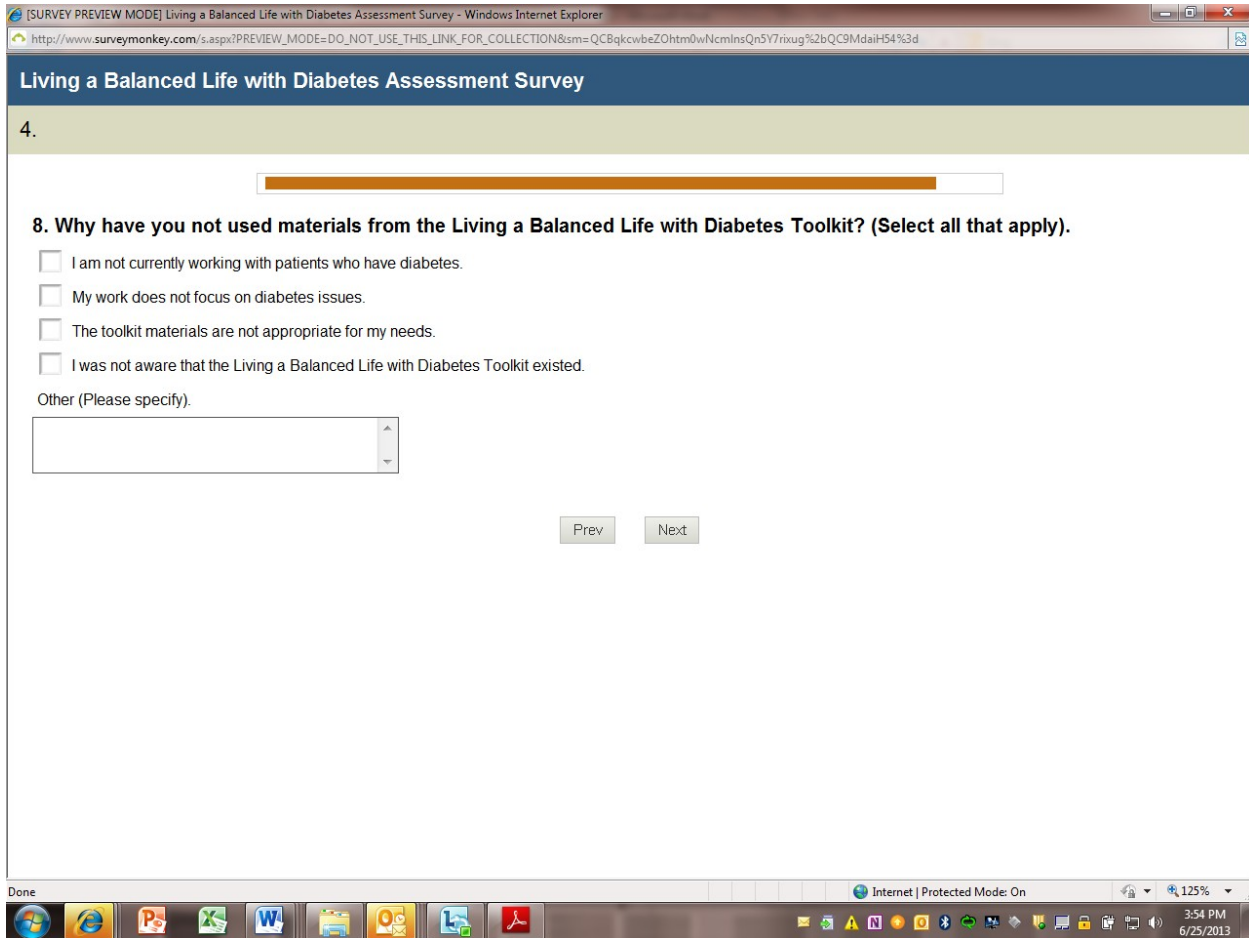 [SURVEY PREVIEW MODE] Living a Balanced Life with Diabetes Assessment Survey - Windows Internet Explorer
http://www.surveymonkey.com/s.aspx?PREVIEW_MODE=DO_NOT_USE_THIS_LINK_FOR_COLLECTION&sm=QCBqkcwbeZOhtm0wNcmInsQn5Y7rixug%2bQC9MdaiH54%3d
Living a Balanced Life with Diabetes Assessment Survey
4.
8. Why have you not used materials from the Living a Balanced Life with Diabetes Toolkit? (Select all that apply).
I am not currently working with patients who have diabetes.
My work does not focus on diabetes issues.
The toolkit materials are not appropriate for my needs.
I was not aware that the Living a Balanced Life with Diabetes Toolkit existed.
Other (Please specify).
Prev Next
Done Internet | Protected Mode: On 125%
3:54 PM
6/25/2013